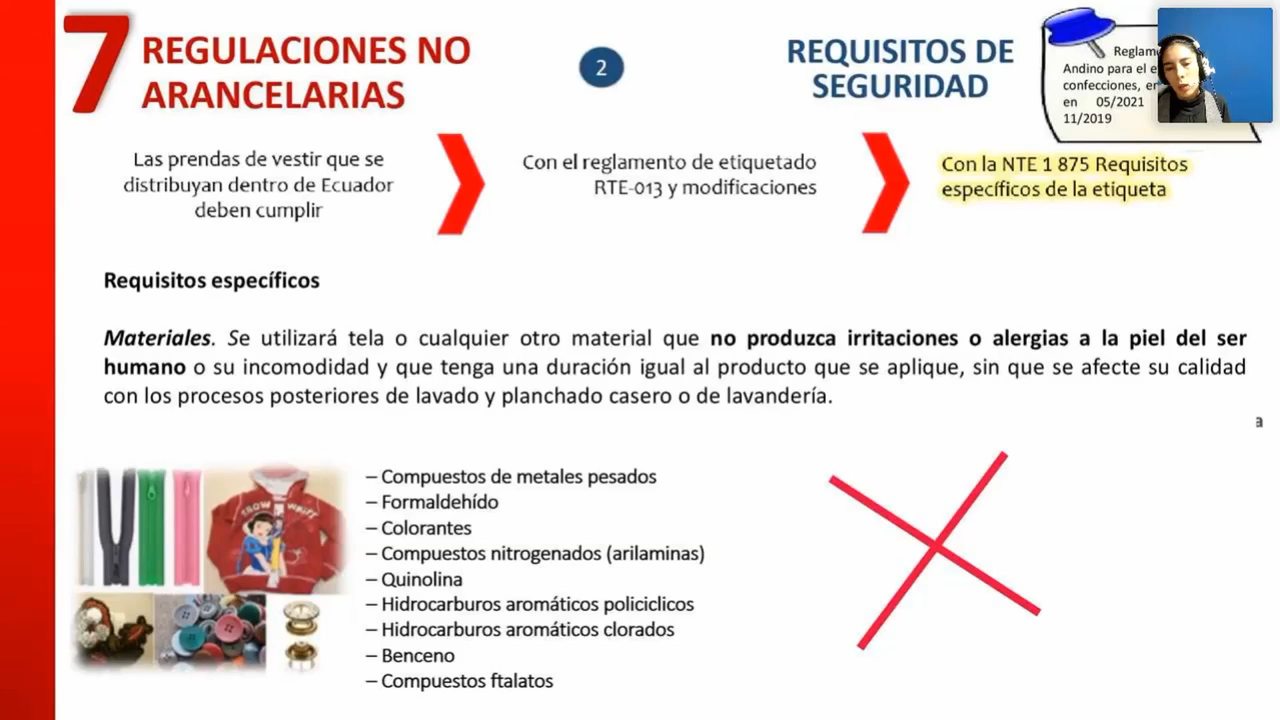 7
REGULACIONES NO
ARANCELARIAS
2
REQUISITOS DE
SEGURIDAD
Andino para el
confecciones,
en 05/2021
11/2019
Las prendas de vestir que se
distribuyan dentro de Ecuador
deben cumplir
Con el reglamento de etiquetado
RTE-013 y modificaciones
Con la NTE 1 875 Requisitos
específicos de la etiqueta
Requisitos específicos
Materiales. Se utilizará tela o cualquier otro material que no produzca irritaciones o alergias a la piel del ser
humano o su incomodidad y que tenga una duración igual al producto que se aplique, sin que se afecte su calidad
con los procesos posteriores de lavado y planchado casero o de lavandería.
a
SNOW WHITE
– Compuestos de metales pesados
– Formaldehído
– Colorantes
– Compuestos nitrogenados (arilaminas)
– Quinolina
– Hidrocarburos aromáticos policiclicos
– Hidrocarburos aromáticos clorados
– Benceno
– Compuestos ftalatos